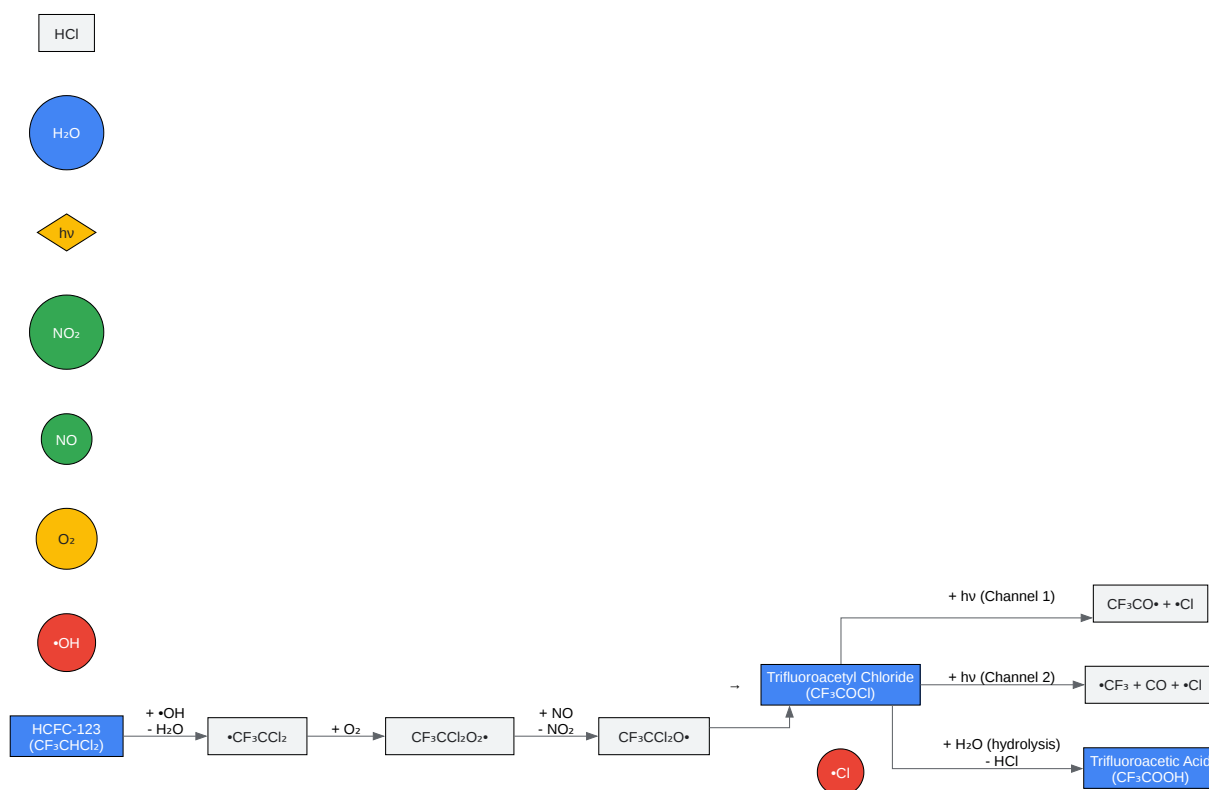 HCl
H₂O
hν
NO₂
NO
O₂
•OH
HCFC-123
(CF₃CHCl₂)
+ •OH
- H₂O
•CF₃CCl₂
+ O₂
CF₃CCl₂O₂•
+ NO
- NO₂
CF₃CCl₂O•
→
Trifluoroacetyl Chloride
(CF₃COCl)
•Cl
+ hν (Channel 1)
CF₃CO• + •Cl
+ hν (Channel 2)
•CF₃ + CO + •Cl
+ H₂O (hydrolysis)
- HCl
Trifluoroacetic Acid
(CF₃COOH)